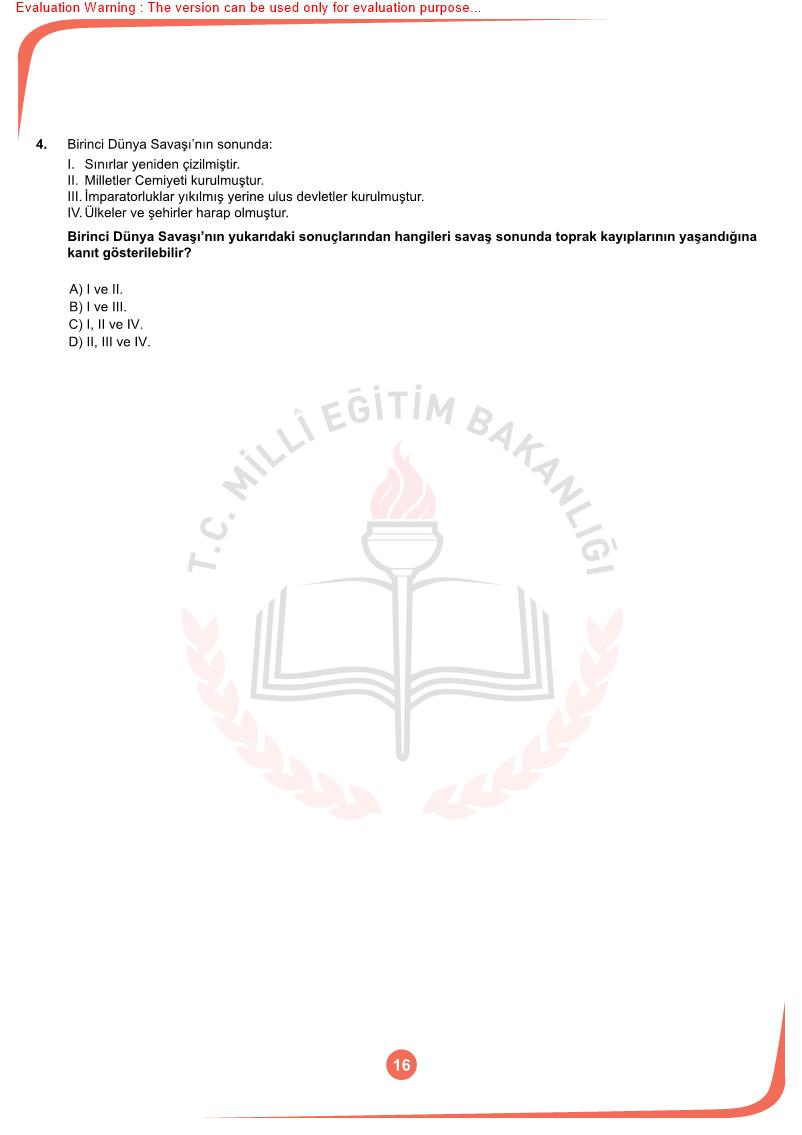 Evaluation Warning : The version can be used only for evaluation purpose...
4. Birinci Dünya Savaşı’nın sonunda:
I. Sınırlar yeniden çizilmiştir.
II. Milletler Cemiyeti kurulmuştur.
III. İmparatorluklar yıkılmış yerine ulus devletler kurulmuştur.
IV. Ülkeler ve şehirler harap olmuştur.
Birinci Dünya Savaşı’nın yukarıdaki sonuçlarından hangileri savaş sonunda toprak kayıplarının yaşandığına
kanıt gösterilebilir?
A) I ve II.
B) I ve III.
C) I, II ve IV.
D) II, III ve IV.
T.C. MİLLÎ EĞİTİM BAKANLIĞI
16